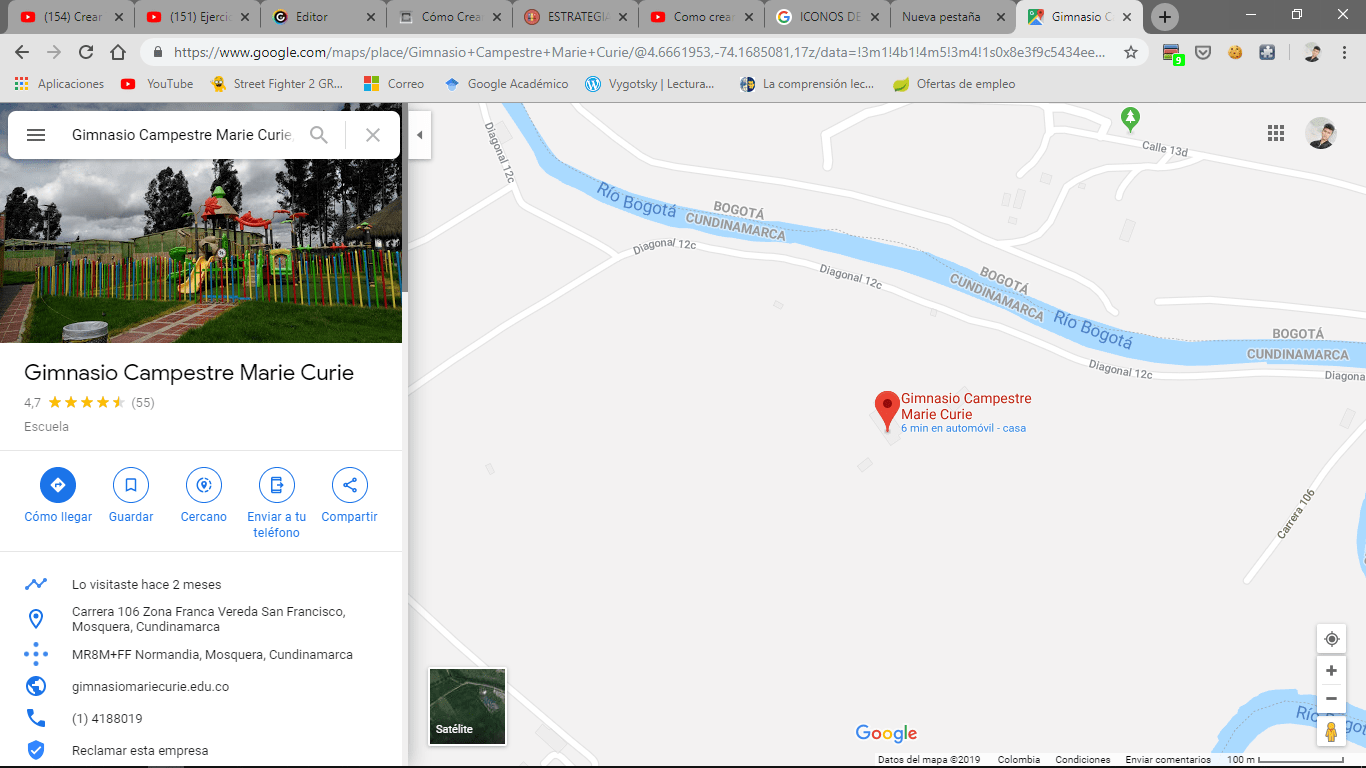 (154) Crear
(151) Ejercic
Editor
Cómo Crea
ESTRATEGIA
Como crear
ICONOS DE
Nueva pestaña
Gimnasio C
https://www.google.com/maps/place/Gimnasio+Campestre+Marie+Curie/@4.6661953,-74.1685081,17z/data=!3m1!4b1!4m5!3m4!1s0x8e3f9c5434ee...
9
Aplicaciones
YouTube
Street Fighter 2 GR...
Correo
Google Académico
Vygotsky | Lectura...
La comprensión lec...
Ofertas de empleo
Gimnasio Campestre Marie Curie,
Gimnasio Campestre Marie Curie
4,7 (55)
Escuela
Cómo llegar
Guardar
Cercano
Enviar a tu
teléfono
Compartir
Lo visitaste hace 2 meses
Carrera 106 Zona Franca Vereda San Francisco,
Mosquera, Cundinamarca
MR8M+FF Normandia, Mosquera, Cundinamarca
gimnasiomariecurie.edu.co
(1) 4188019
Reclamar esta empresa
Diagonal 12c
Calle 13d
Río Bogotá
BOGOTÁ
CUNDINAMARCA
Diagonal 12c
Diagonal 12c
BOGOTÁ
CUNDINAMARCA
Río Bogotá
BOGOTÁ
CUNDINAMARCA
Diagonal 12c
Diagona
Gimnasio Campestre
Marie Curie
6 min en automóvil - casa
Carrera 106
Río Bogot
Satélite
Google
Datos del mapa ©2019
Colombia
Condiciones
Enviar comentarios
100 m